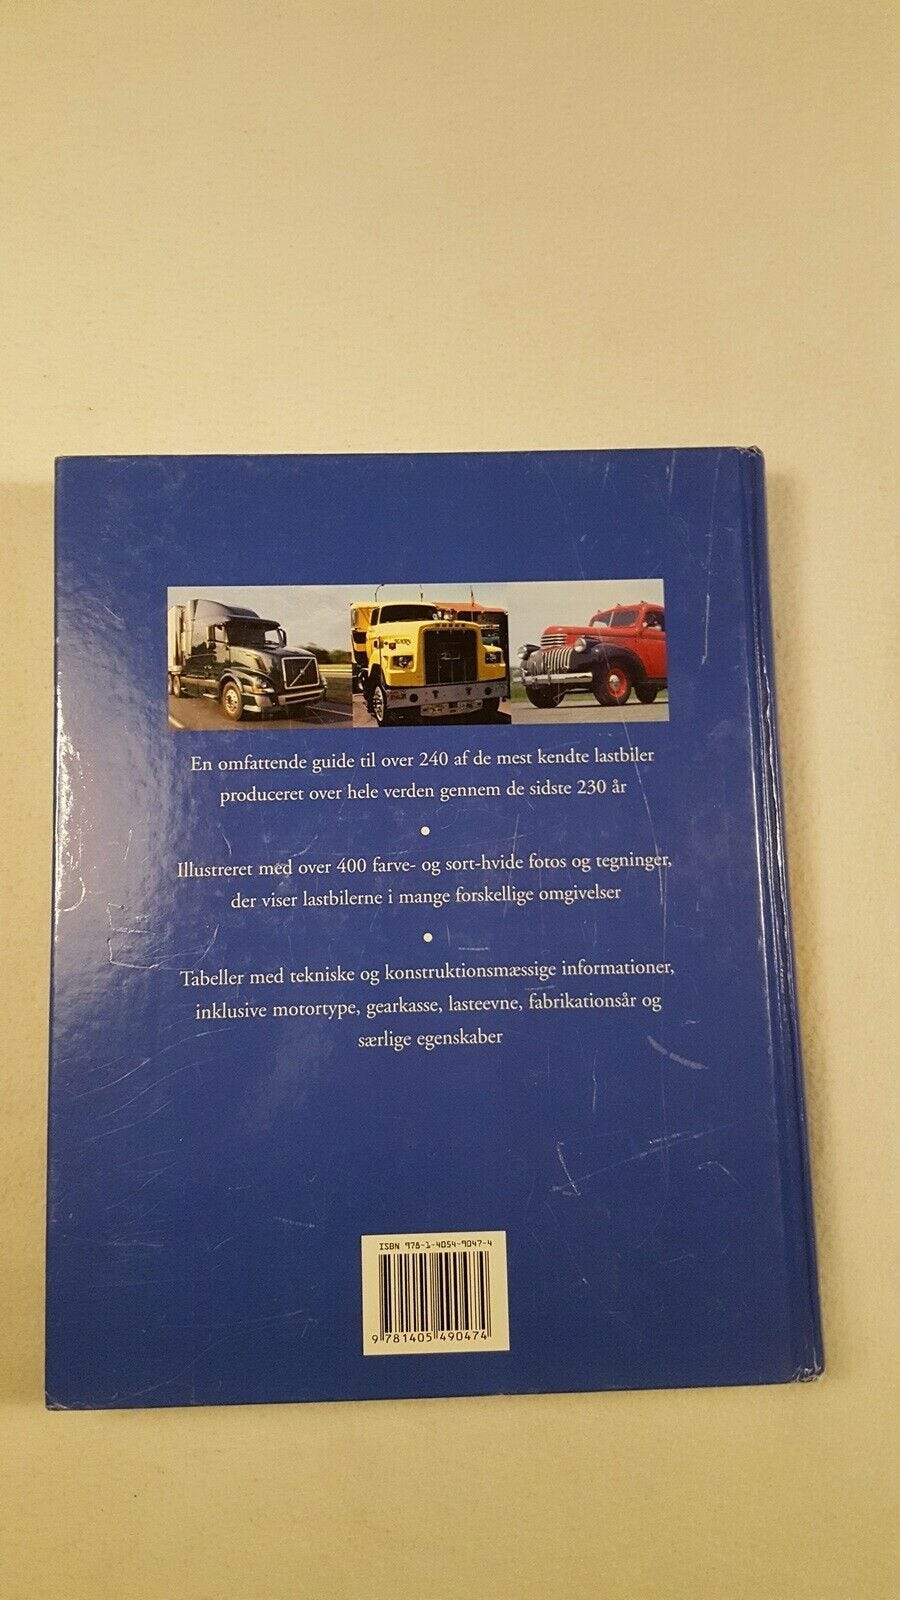 En omfattende guide til over 240 af de mest kendte lastbiler
produceret over hele verden gennem de sidste 230 år
•
Illustreret med over 400 farve- og sort-hvide fotos og tegninger,
der viser lastbilerne i mange forskellige omgivelser
•
Tabeller med tekniske og konstruktionsmæssige informationer,
inklusive motortype, gearkasse, lasteevne, fabrikationsår og
særlige egenskaber
ISBN 978-1-4054-9047-4
9 781405 490474